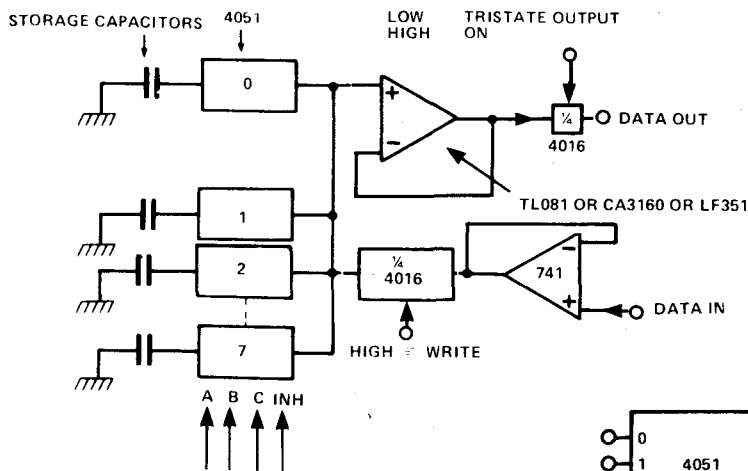 STORAGE CAPACITORS
4051
LOW TRISTATE OUTPUT
HIGH ON
0
+
−
¼
4016
DATA OUT
TL081 OR CA3160 OR LF351
1
2
7
¼
4016
HIGH = WRITE
−
741
+
DATA IN
A B C INH
0
1 4051